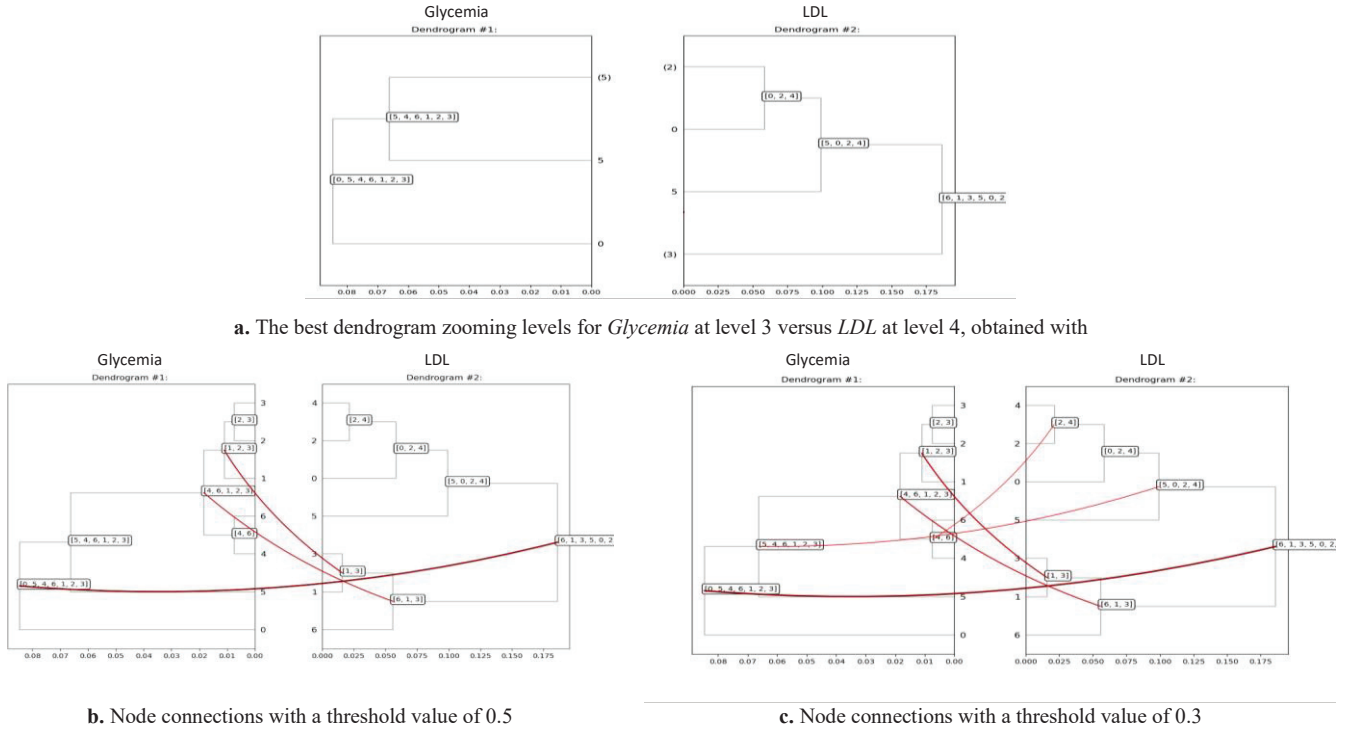 Glycemia LDL
Dendrogram #1: Dendrogram #2:
(5)
[5, 4, 6, 1, 2, 3]
5
[0, 5, 4, 6, 1, 2, 3]
0
0.08 0.07 0.06 0.05 0.04 0.03 0.02 0.01 0.00
(2)
[0, 2, 4]
0
[5, 0, 2, 4]
5
[6, 1, 3, 5, 0, 2
(3)
0.000 0.025 0.050 0.075 0.100 0.125 0.150 0.175
a. The best dendrogram zooming levels for Glycemia at level 3 versus LDL at level 4, obtained with
Glycemia LDL
Dendrogram #1: Dendrogram #2:
3
[2, 3]
2
[1, 2, 3]
1
[4, 6, 1, 2, 3]
6
[4, 6]
[5, 4, 6, 1, 2, 3]
4
[0, 5, 4, 6, 1, 2, 3]
5
0
0.08 0.07 0.06 0.05 0.04 0.03 0.02 0.01 0.00
4
[2, 4]
2
[0, 2, 4]
0
[5, 0, 2, 4]
5
[6, 1, 3, 5, 0, 2
3
[1, 3]
1
[6, 1, 3]
6
0.000 0.025 0.050 0.075 0.100 0.125 0.150 0.175
b. Node connections with a threshold value of 0.5
Glycemia LDL
Dendrogram #1: Dendrogram #2:
3
[2, 3]
2
[1, 2, 3]
1
[4, 6, 1, 2, 3]
6
[4, 6]
[5, 4, 6, 1, 2, 3]
4
[0, 5, 4, 6, 1, 2, 3]
5
0
0.08 0.07 0.06 0.05 0.04 0.03 0.02 0.01 0.00
4
[2, 4]
2
[0, 2, 4]
0
[5, 0, 2, 4]
5
[6, 1, 3, 5, 0, 2,
3
[1, 3]
1
[6, 1, 3]
6
0.000 0.025 0.050 0.075 0.100 0.125 0.150 0.175
c. Node connections with a threshold value of 0.3